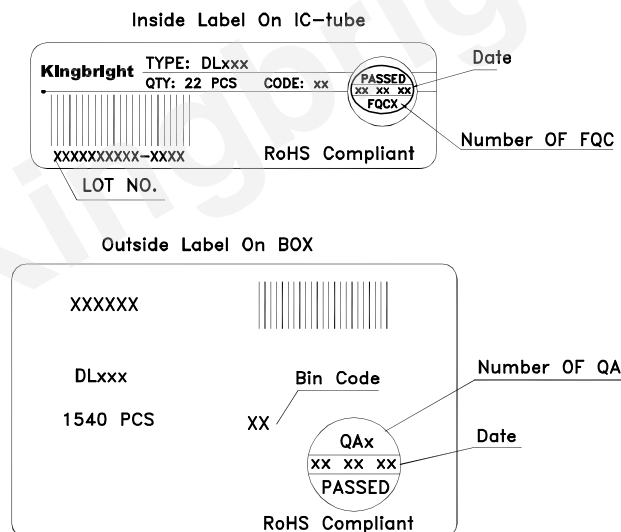 Inside Label On IC-tube
Kingbright
TYPE: DLxxx
Date
QTY: 22 PCS CODE: xx
PASSED
xx xx xx
FQCX
Number OF FQC
XXXXXXXXXX-XXXX
RoHS Compliant
LOT NO.
Outside Label On BOX
XXXXXX
DLxxx
Bin Code
Number OF QA
1540 PCS
XX
QAx
Date
XX XX XX
PASSED
RoHS Compliant
Kingbright